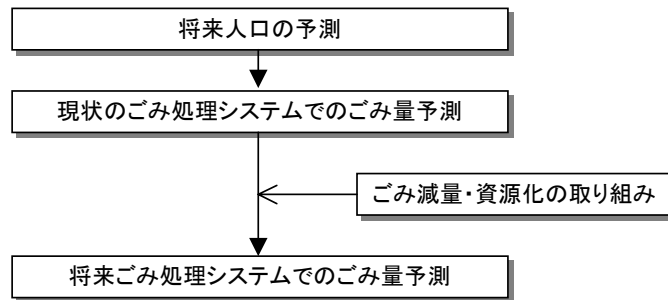 将来人口の予測
現状のごみ処理システムでのごみ量予測
ごみ減量・資源化の取り組み
将来ごみ処理システムでのごみ量予測